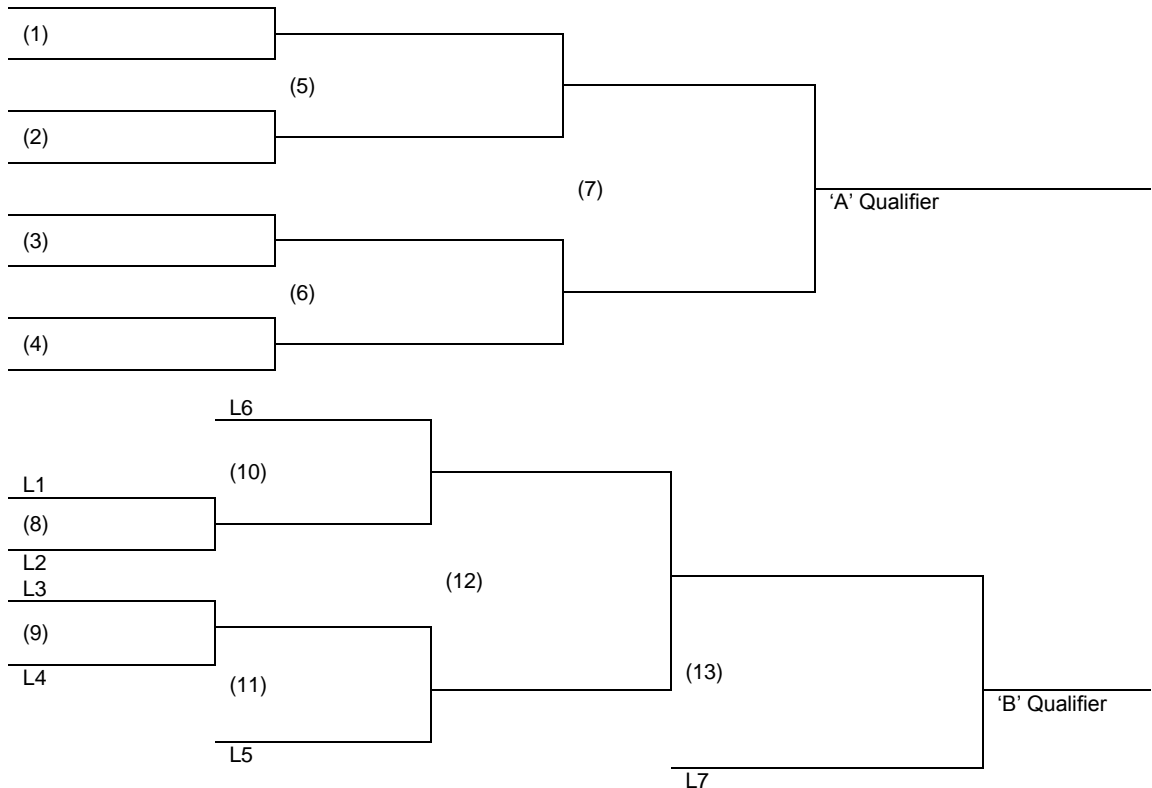 (1)
(5)
(2)
(7)
'A' Qualifier
(3)
(6)
(4)
L6
(10)
L1
(8)
L2
L3
(12)
(9)
L4
(11)
(13)
'B' Qualifier
L5
L7